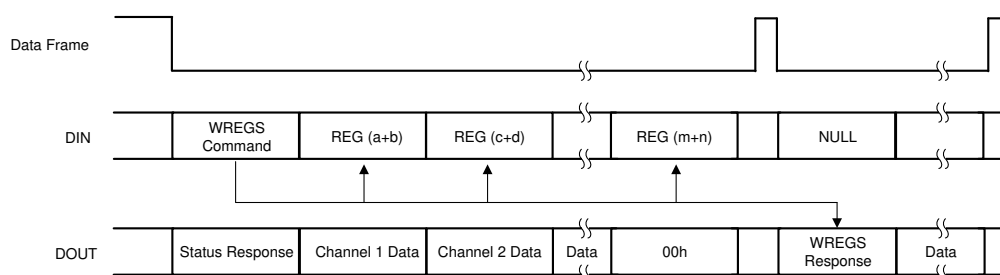 Data Frame
DIN
WREGS
Command
REG (a+b)
REG (c+d)
REG (m+n)
NULL
DOUT
Status Response
Channel 1 Data
Channel 2 Data
Data
00h
WREGS
Response
Data